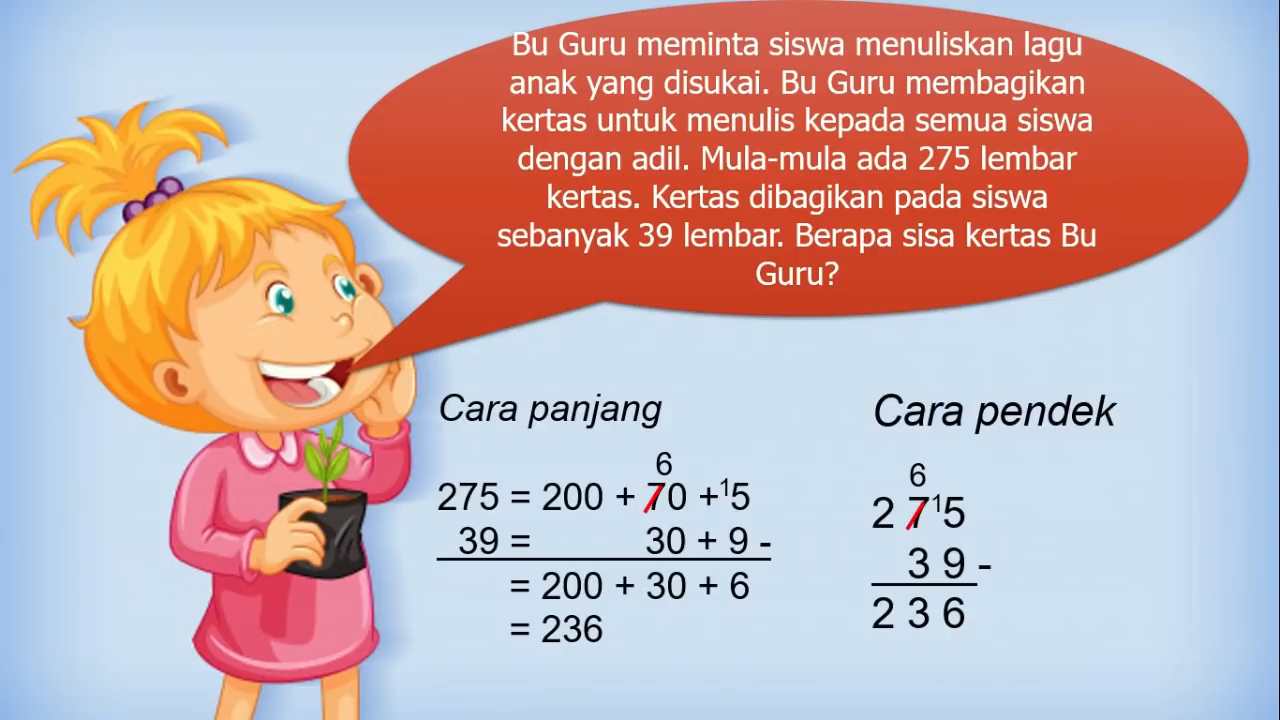 Bu Guru meminta siswa menuliskan lagu
anak yang disukai. Bu Guru membagikan
kertas untuk menulis kepada semua siswa
dengan adil. Mula-mula ada 275 lembar
kertas. Kertas dibagikan pada siswa
sebanyak 39 lembar. Berapa sisa kertas Bu
Guru?
Cara panjang
6
275 = 200 + 70 + 15
39 = 30 + 9 -
= 200 + 30 + 6
= 236
Cara pendek
6
2 7 15
3 9 -
2 3 6